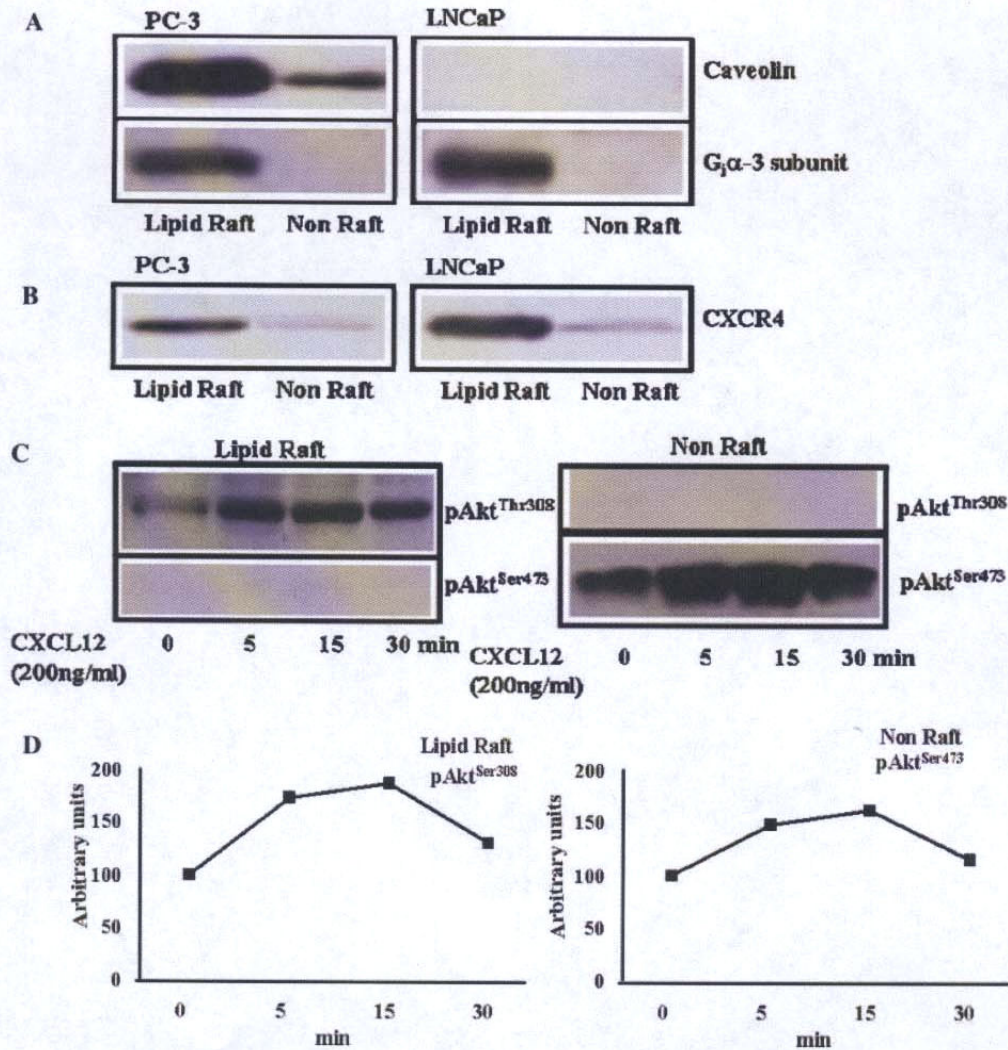 A
PC-3
LNCaP
Caveolin
Giα-3 subunit
Lipid Raft Non Raft
Lipid Raft Non Raft
B
PC-3
LNCaP
CXCR4
Lipid Raft Non Raft
Lipid Raft Non Raft
C
Lipid Raft
pAktThr308
pAktSer473
CXCL12
(200ng/ml)
0 5 15 30 min
Non Raft
pAktThr308
pAktSer473
CXCL12
(200ng/ml)
0 5 15 30 min
D
Lipid Raft
pAktSer308
Arbitrary units
200
150
100
50
0
0 5 15 30
min
Non Raft
pAktSer473
Arbitrary units
200
150
100
50
0
0 5 15 30
min